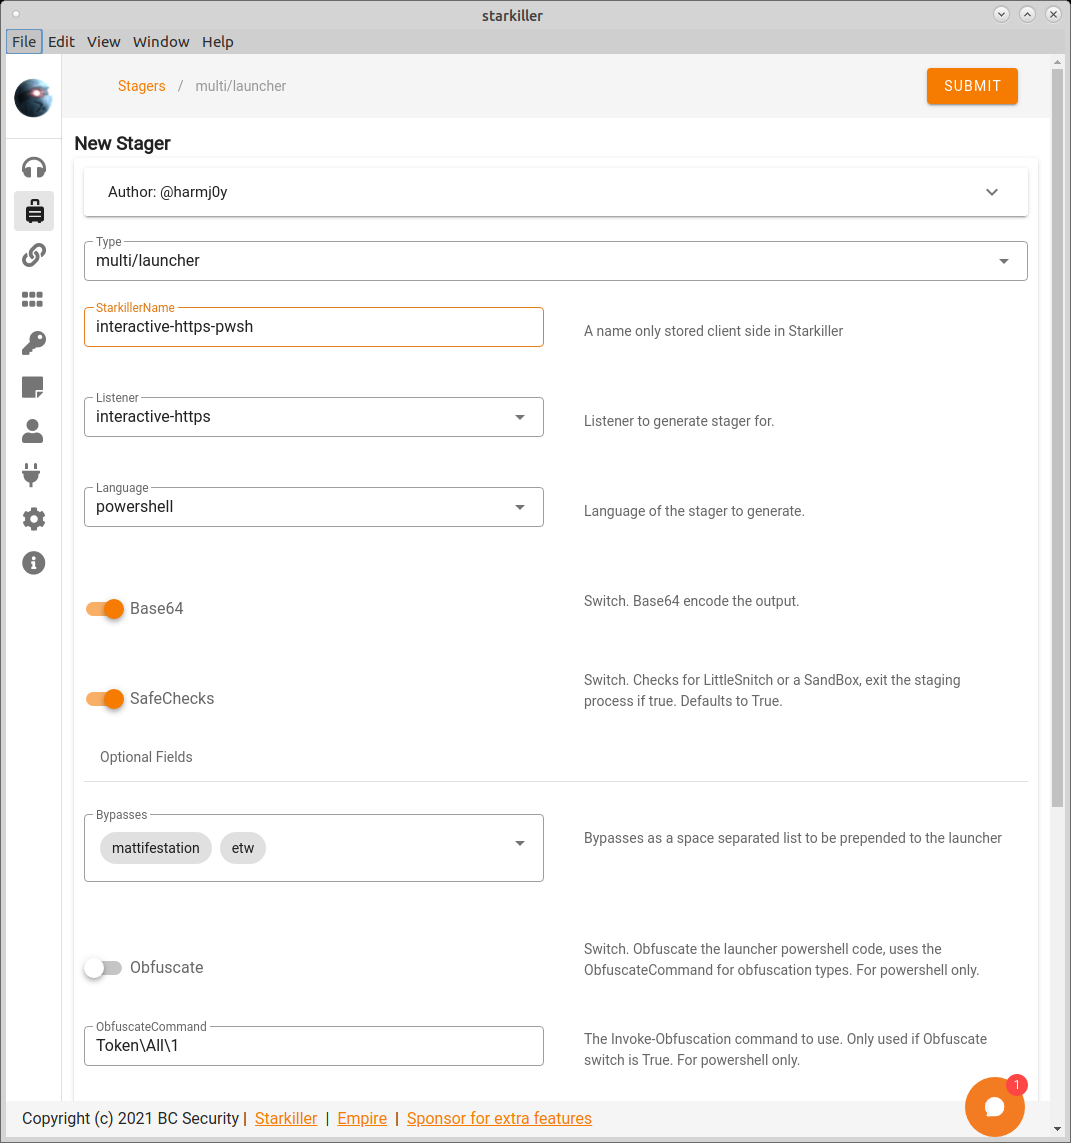 starkiller
File Edit View Window Help
Stagers / multi/launcher
SUBMIT
New Stager
Author: @harmj0y
Type
multi/launcher
StarkillerName
interactive-https-pwsh
A name only stored client side in Starkiller
Listener
interactive-https
Listener to generate stager for.
Language
powershell
Language of the stager to generate.
Base64
Switch. Base64 encode the output.
SafeChecks
Switch. Checks for LittleSnitch or a SandBox, exit the staging
process if true. Defaults to True.
Optional Fields
Bypasses
mattifestation etw
Bypasses as a space separated list to be prepended to the launcher
Obfuscate
Switch. Obfuscate the launcher powershell code, uses the
ObfuscateCommand for obfuscation types. For powershell only.
ObfuscateCommand
Token\All\1
The Invoke-Obfuscation command to use. Only used if Obfuscate
switch is True. For powershell only.
1
Copyright (c) 2021 BC Security | Starkiller | Empire | Sponsor for extra features